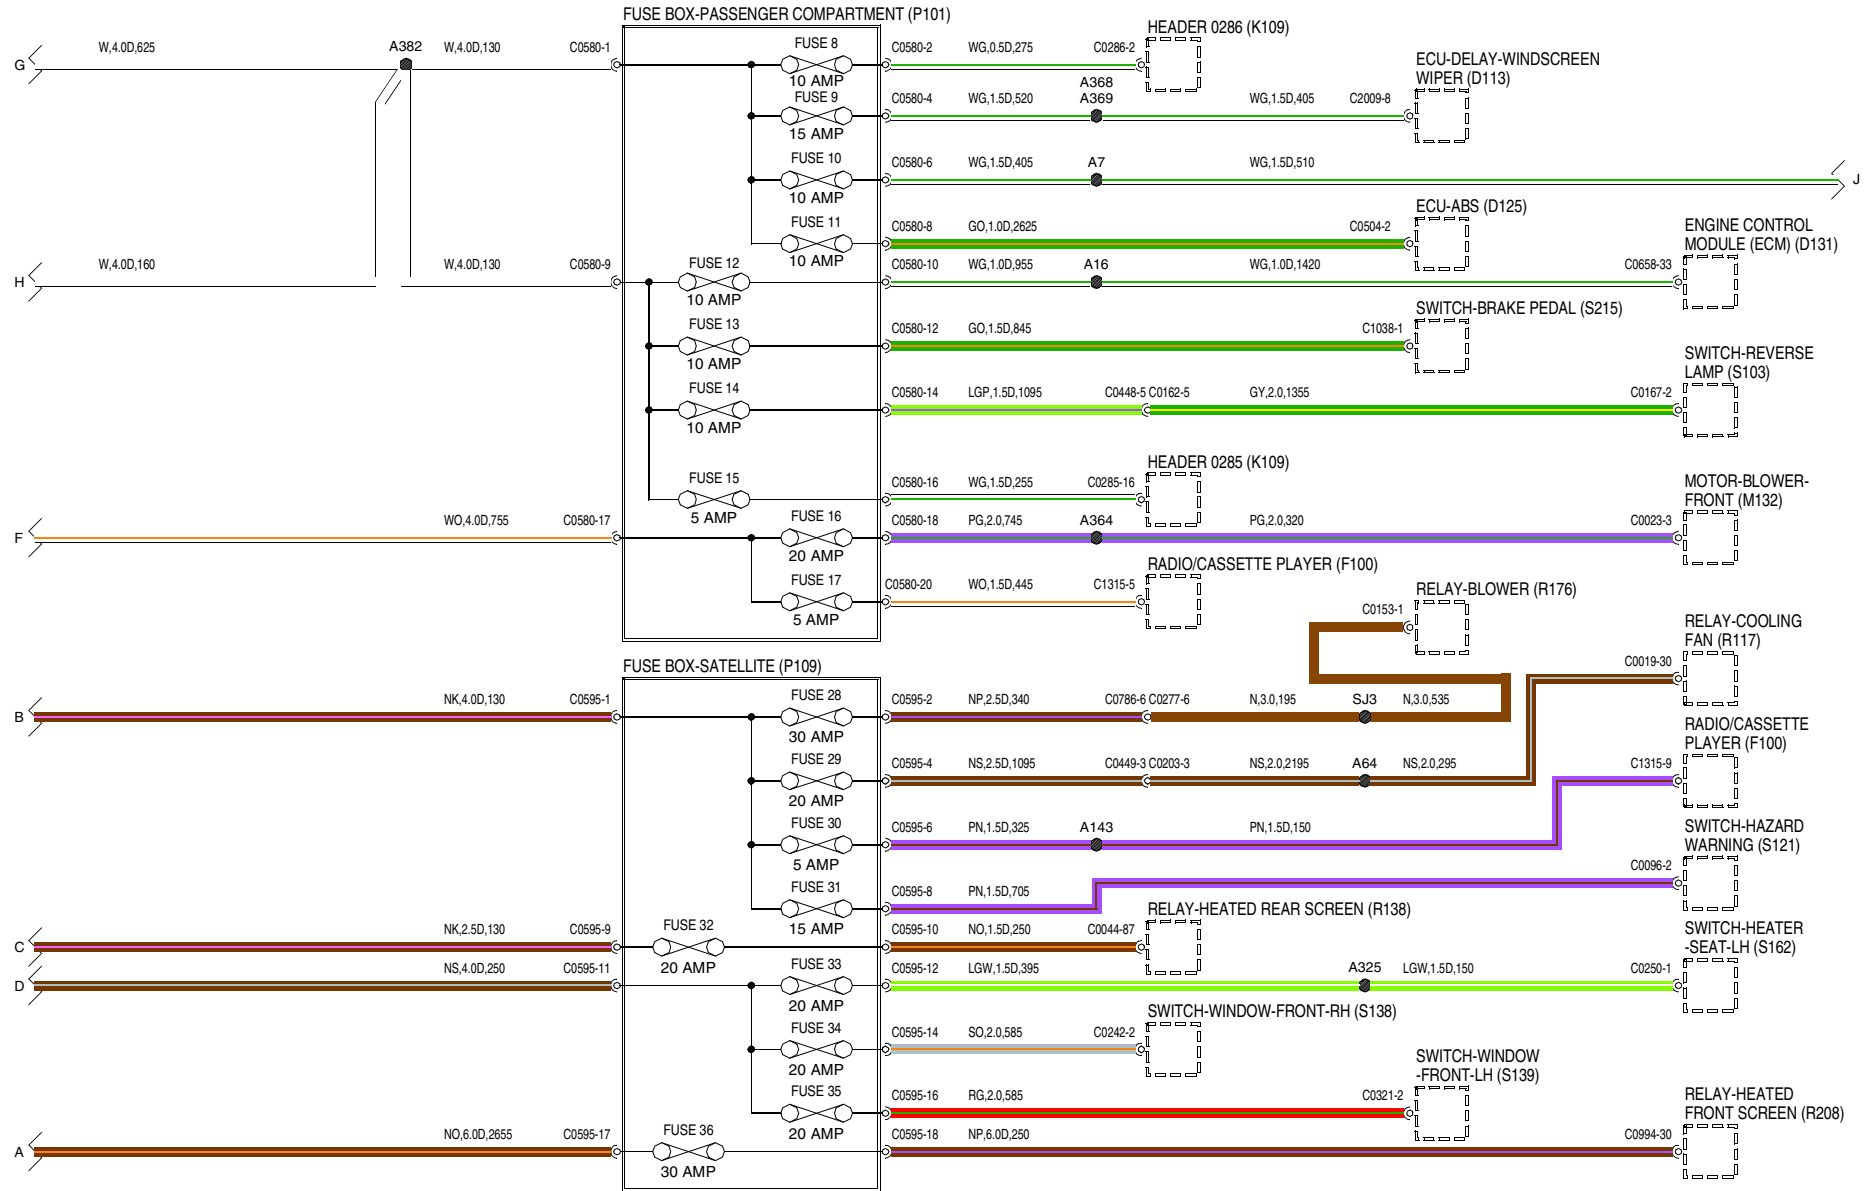 FUSE BOX-PASSENGER COMPARTMENT (P101)
G
W,4.0D,625
A382
W,4.0D,130
C0580-1
FUSE 8
10 AMP
C0580-2
WG,0.5D,275
C0286-2
HEADER 0286 (K109)
FUSE 9
15 AMP
C0580-4
WG,1.5D,520
A368
A369
WG,1.5D,405
C2009-8
ECU-DELAY-WINDSCREEN
WIPER (D113)
FUSE 10
10 AMP
C0580-6
WG,1.5D,405
A7
WG,1.5D,510
J
FUSE 11
10 AMP
C0580-8
GO,1.0D,2625
C0504-2
ECU-ABS (D125)
H
W,4.0D,160
W,4.0D,130
C0580-9
FUSE 12
10 AMP
C0580-10
WG,1.0D,955
A16
WG,1.0D,1420
C0658-33
ENGINE CONTROL
MODULE (ECM) (D131)
FUSE 13
10 AMP
C0580-12
GO,1.5D,845
C1038-1
SWITCH-BRAKE PEDAL (S215)
FUSE 14
10 AMP
C0580-14
LGP,1.5D,1095
C0448-5 C0162-5
GY,2.0,1355
C0167-2
SWITCH-REVERSE
LAMP (S103)
FUSE 15
5 AMP
C0580-16
WG,1.5D,255
C0285-16
HEADER 0285 (K109)
F
WO,4.0D,755
C0580-17
FUSE 16
20 AMP
C0580-18
PG,2.0,745
A364
PG,2.0,320
C0023-3
MOTOR-BLOWER-
FRONT (M132)
FUSE 17
5 AMP
C0580-20
WO,1.5D,445
C1315-5
RADIO/CASSETTE PLAYER (F100)
C0153-1
RELAY-BLOWER (R176)
FUSE BOX-SATELLITE (P109)
B
NK,4.0D,130
C0595-1
FUSE 28
30 AMP
C0595-2
NP,2.5D,340
C0786-6 C0277-6
N,3.0,195
SJ3
N,3.0,535
C0019-30
RELAY-COOLING
FAN (R117)
FUSE 29
20 AMP
C0595-4
NS,2.5D,1095
C0449-3 C0203-3
NS,2.0,2195
A64
NS,2.0,295
C1315-9
RADIO/CASSETTE
PLAYER (F100)
FUSE 30
5 AMP
C0595-6
PN,1.5D,325
A143
PN,1.5D,150
FUSE 31
15 AMP
C0595-8
PN,1.5D,705
C0096-2
SWITCH-HAZARD
WARNING (S121)
C
NK,2.5D,130
C0595-9
FUSE 32
20 AMP
C0595-10
NO,1.5D,250
C0044-87
RELAY-HEATED REAR SCREEN (R138)
D
NS,4.0D,250
C0595-11
FUSE 33
20 AMP
C0595-12
LGW,1.5D,395
A325
LGW,1.5D,150
C0250-1
SWITCH-HEATER
-SEAT-LH (S162)
FUSE 34
20 AMP
C0595-14
SO,2.0,585
C0242-2
SWITCH-WINDOW-FRONT-RH (S138)
FUSE 35
20 AMP
C0595-16
RG,2.0,585
C0321-2
SWITCH-WINDOW
-FRONT-LH (S139)
A
NO,6.0D,2655
C0595-17
FUSE 36
30 AMP
C0595-18
NP,6.0D,250
C0994-30
RELAY-HEATED
FRONT SCREEN (R208)